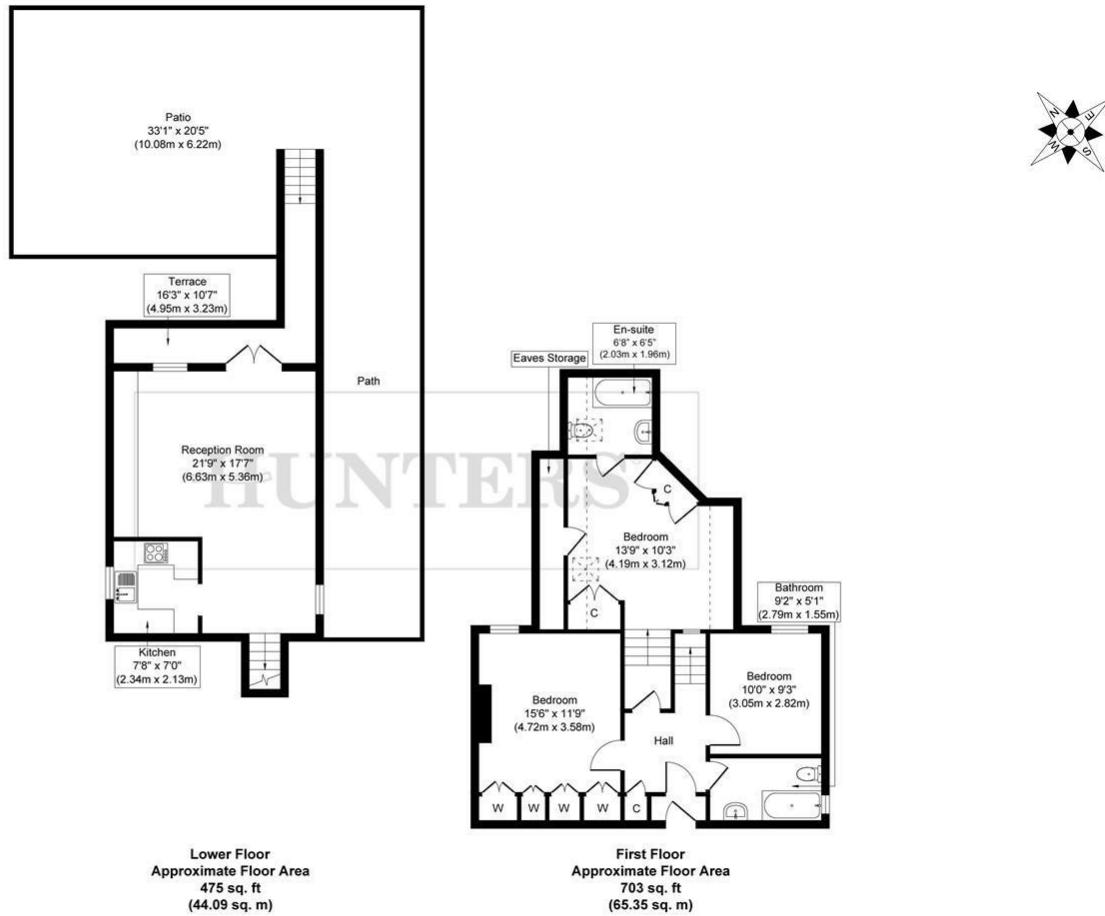 Patio
33'1" x 20'5"
(10.08m x 6.22m)
N
E
S
W
Terrace
16'3" x 10'7"
(4.95m x 3.23m)
Path
Reception Room
21'9" x 17'7"
(6.63m x 5.36m)
HUNTERS
Kitchen
7'8" x 7'0"
(2.34m x 2.13m)
Eaves Storage
En-suite
6'8" x 6'5"
(2.03m x 1.96m)
C
Bedroom
13'9" x 10'3"
(4.19m x 3.12m)
C
Bathroom
9'2" x 5'1"
(2.79m x 1.55m)
Bedroom
15'6" x 11'9"
(4.72m x 3.58m)
Bedroom
10'0" x 9'3"
(3.05m x 2.82m)
Hall
W W W W C
Lower Floor
Approximate Floor Area
475 sq. ft
(44.09 sq. m)
First Floor
Approximate Floor Area
703 sq. ft
(65.35 sq. m)